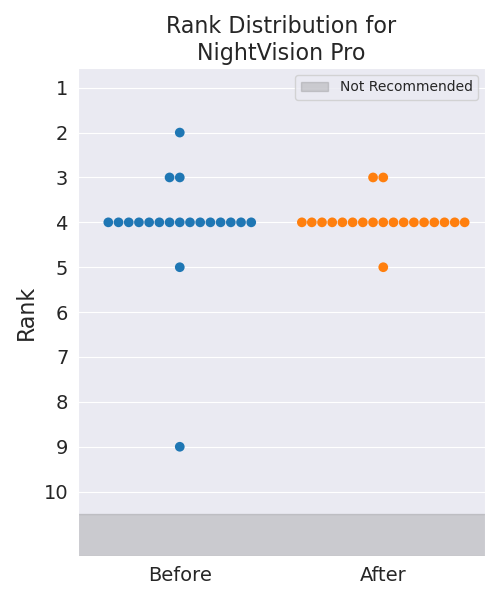 Rank Distribution for
NightVision Pro
Not Recommended
1
2
3
4
5
6
7
8
9
10
Rank
Before
After